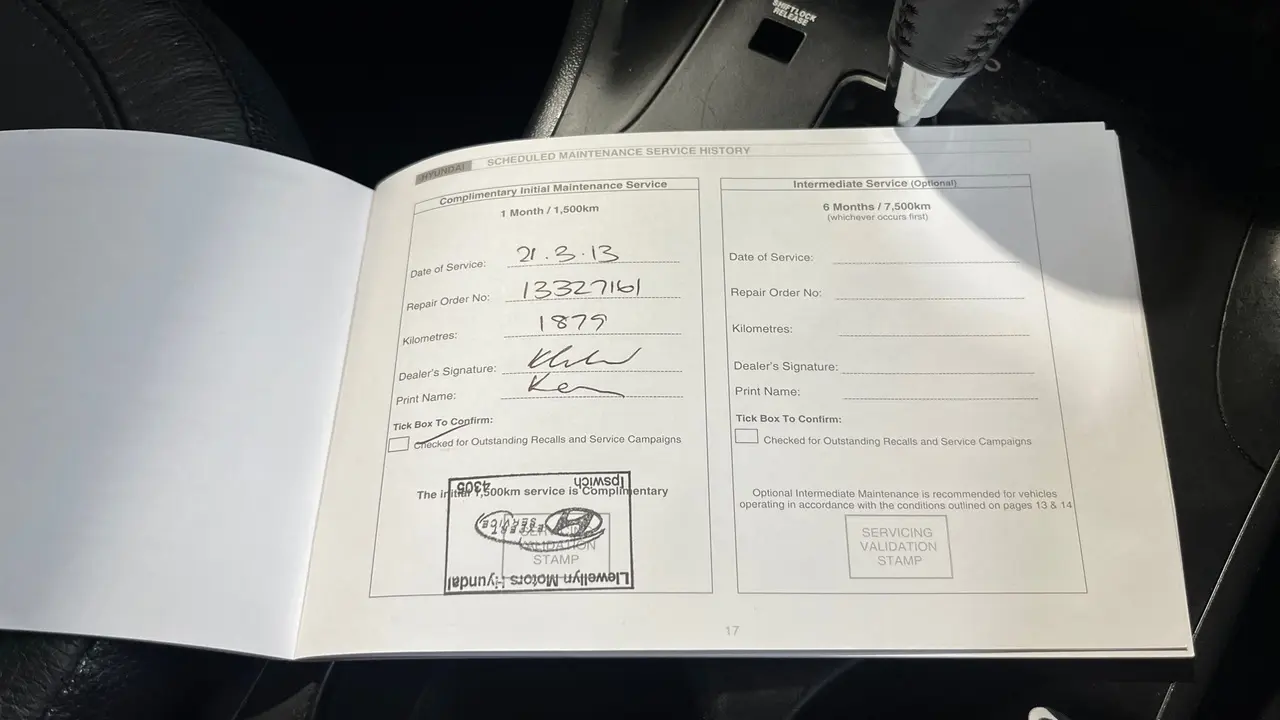 SHIFTLOCK
RELEASE
HYUNDAI SCHEDULED MAINTENANCE SERVICE HISTORY
Complimentary Initial Maintenance Service
1 Month / 1,500km
Date of Service: 21.3.13
Repair Order No: 13327161
Kilometres: 1879
Dealer's Signature:
Print Name: Ken
Tick Box To Confirm:
Checked for Outstanding Recalls and Service Campaigns
The initial 1,500km service is Complimentary
SERVICING
VALIDATION
STAMP
Llewellyn Motors Hyundai
SERVICE
Ipswich 4305
Intermediate Service (Optional)
6 Months / 7,500km
(whichever occurs first)
Date of Service:
Repair Order No:
Kilometres:
Dealer's Signature:
Print Name:
Tick Box To Confirm:
Checked for Outstanding Recalls and Service Campaigns
Optional Intermediate Maintenance is recommended for vehicles
operating in accordance with the conditions outlined on pages 13 & 14
SERVICING
VALIDATION
STAMP
17